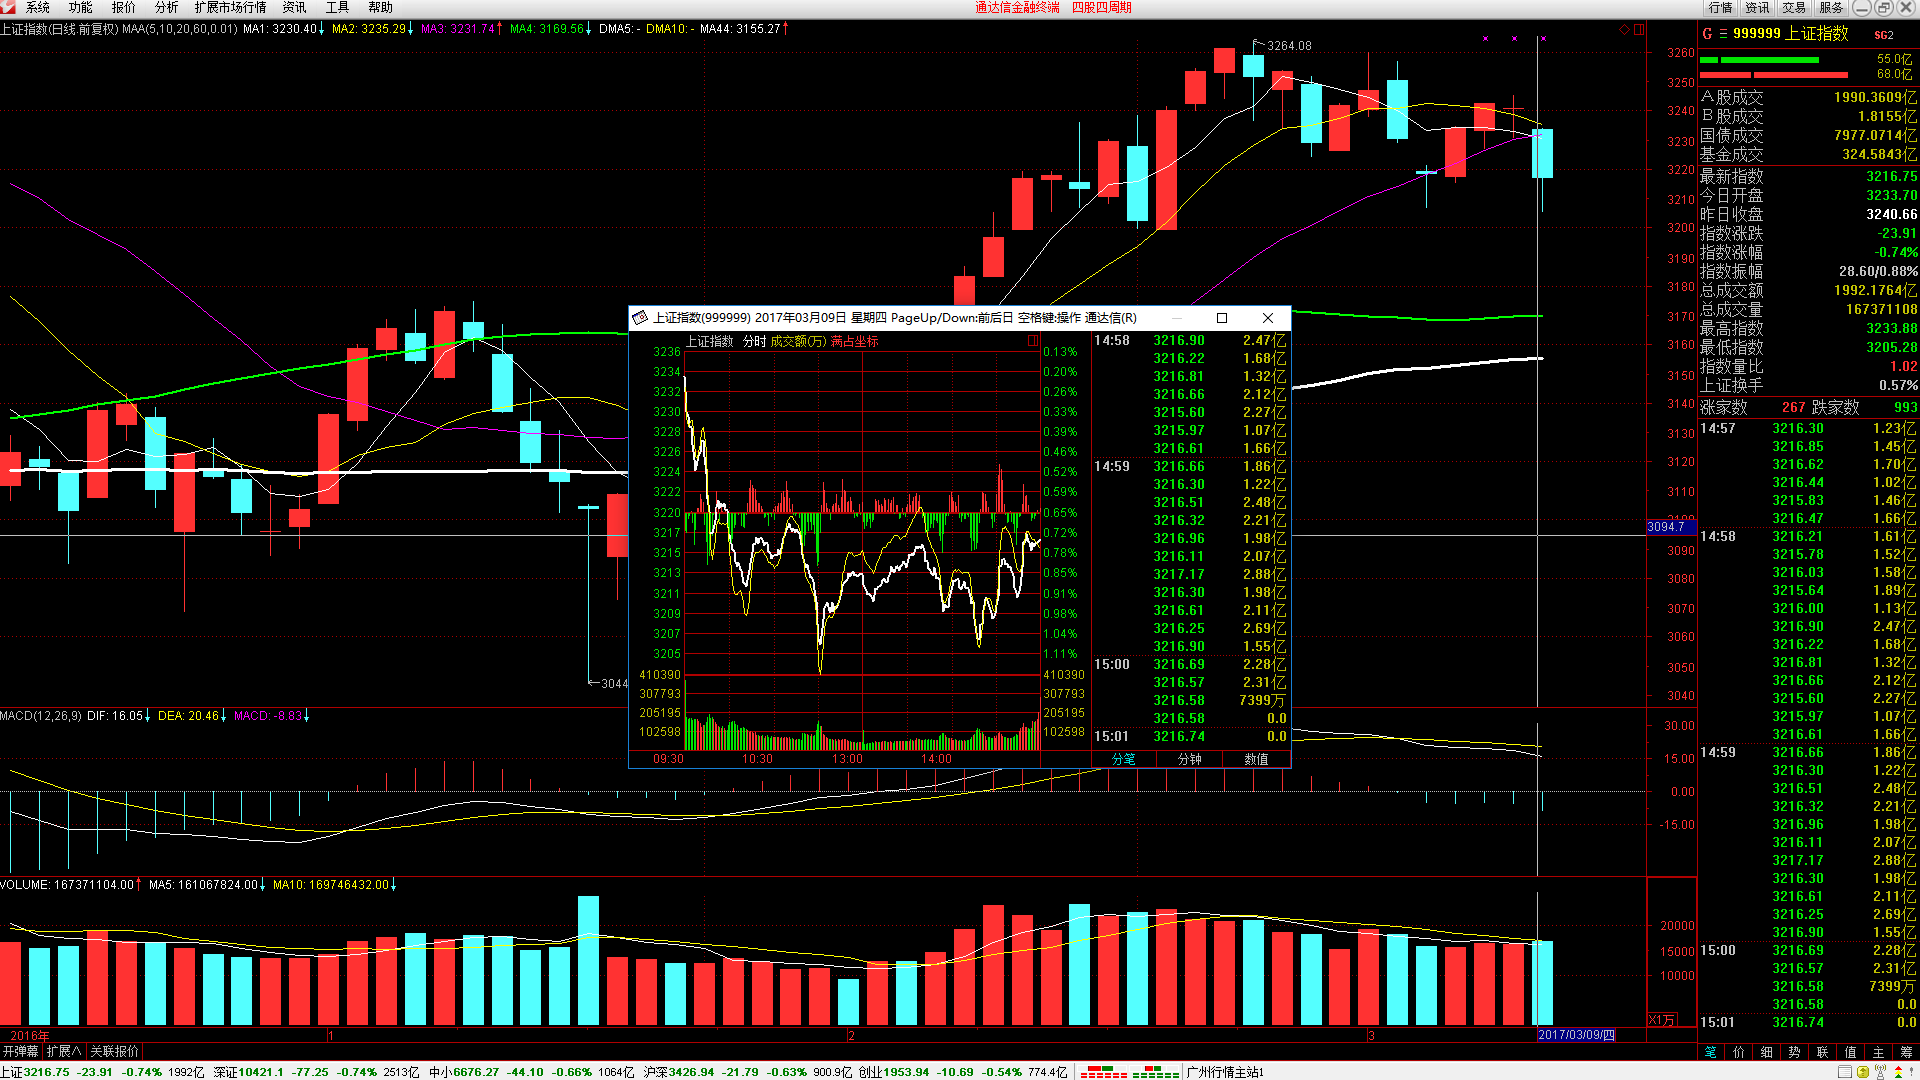 系统 功能 报价 分析 扩展市场行情 资讯 工具 帮助 通达信金融终端 四股四周期 行情 资讯 交易 服务
上证指数(日线.前复权) MAA(5,10,20,60,0.01) MA1: 3230.40↓ MA2: 3235.29↓ MA3: 3231.74↑ MA4: 3169.56↓ DMA5: - DMA10: - MA44: 3155.27↑
3264.08
3044
3260
3250
3240
3230
3220
3210
3200
3190
3180
3170
3160
3150
3140
3130
3120
3110
3094.7
3090
3080
3070
3060
3050
3040
上证指数(999999) 2017年03月09日 星期四 PageUp/Down:前后日 空格键:操作 通达信(R)
上证指数 分时 成交额(万) 满占坐标
3236 0.13%
3234 0.20%
3232 0.26%
3230 0.33%
3228 0.39%
3226 0.46%
3224 0.52%
3222 0.59%
3220 0.65%
3217 0.72%
3215 0.78%
3213 0.85%
3211 0.91%
3209 0.98%
3207 1.04%
3205 1.11%
410390 410390
307793 307793
205195 205195
102598 102598
09:30 10:30 13:00 14:00
14:58 3216.90 2.47亿
3216.22 1.68亿
3216.81 1.32亿
3216.66 2.12亿
3215.60 2.27亿
3215.97 1.07亿
3216.61 1.66亿
14:59 3216.66 1.86亿
3216.30 1.22亿
3216.51 2.48亿
3216.32 2.21亿
3216.96 1.98亿
3216.11 2.07亿
3217.17 2.88亿
3216.30 1.98亿
3216.61 2.11亿
3216.25 2.69亿
3216.90 1.55亿
15:00 3216.69 2.28亿
3216.57 2.31亿
3216.58 7399万
3216.58 0.0
15:01 3216.74 0.0
分笔 分钟 数值
MACD(12,26,9) DIF: 16.05↓ DEA: 20.46↓ MACD: -8.83↓
30.00
15.00
0.00
-15.00
VOLUME: 167371104.00↑ MA5: 161067824.00↓ MA10: 169746432.00↓
20000
15000
10000
X1万
2016年 1 2 3 2017/03/09/四
开弹幕 扩展∧ 关联报价
G 三 999999 上证指数 SG2
55.0亿
68.0亿
A股成交 1990.3609亿
B股成交 1.8155亿
国债成交 7977.0714亿
基金成交 324.5843亿
最新指数 3216.75
今日开盘 3233.70
昨日收盘 3240.66
指数涨跌 -23.91
指数涨幅 -0.74%
指数振幅 28.60/0.88%
总成交额 1992.1764亿
总成交量 167371108
最高指数 3233.88
最低指数 3205.28
指数量比 1.02
上证换手 0.57%
涨家数 267 跌家数 993
14:57 3216.30 1.23亿
3216.85 1.45亿
3216.62 1.70亿
3216.44 1.02亿
3215.83 1.46亿
3216.47 1.66亿
14:58 3216.21 1.61亿
3215.78 1.52亿
3216.03 1.58亿
3215.64 1.89亿
3216.00 1.13亿
3216.90 2.47亿
3216.22 1.68亿
3216.81 1.32亿
3216.66 2.12亿
3215.60 2.27亿
3215.97 1.07亿
3216.61 1.66亿
14:59 3216.66 1.86亿
3216.30 1.22亿
3216.51 2.48亿
3216.32 2.21亿
3216.96 1.98亿
3216.11 2.07亿
3217.17 2.88亿
3216.30 1.98亿
3216.61 2.11亿
3216.25 2.69亿
3216.90 1.55亿
15:00 3216.69 2.28亿
3216.57 2.31亿
3216.58 7399万
3216.58 0.0
15:01 3216.74 0.0
笔 价 细 势 联 值 主 筹
上证3216.75 -23.91 -0.74% 1992亿 深证10421.1 -77.25 -0.74% 2513亿 中小6676.27 -44.10 -0.66% 1064亿 沪深3426.94 -21.79 -0.63% 900.9亿 创业1953.94 -10.69 -0.54% 774.4亿 广州行情主站1